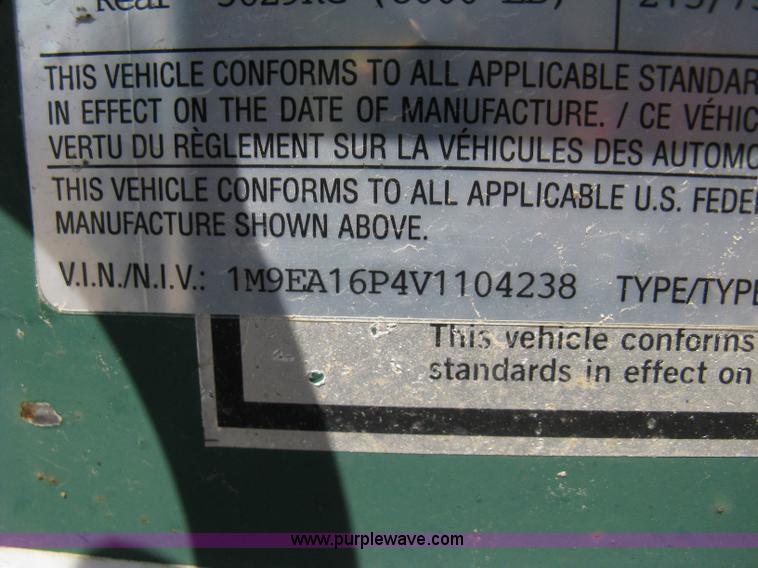 THIS VEHICLE CONFORMS TO ALL APPLICABLE STANDAR
IN EFFECT ON THE DATE OF MANUFACTURE. / CE VÉHIC
VERTU DU RÈGLEMENT SUR LA VÉHICULES DES AUTOMO
THIS VEHICLE CONFORMS TO ALL APPLICABLE U.S. FEDE
MANUFACTURE SHOWN ABOVE.
V.I.N./N.I.V.: 1M9EA16P4V1104238 TYPE/TYPE
This vehicle conforms
standards in effect on
www.purplewave.com